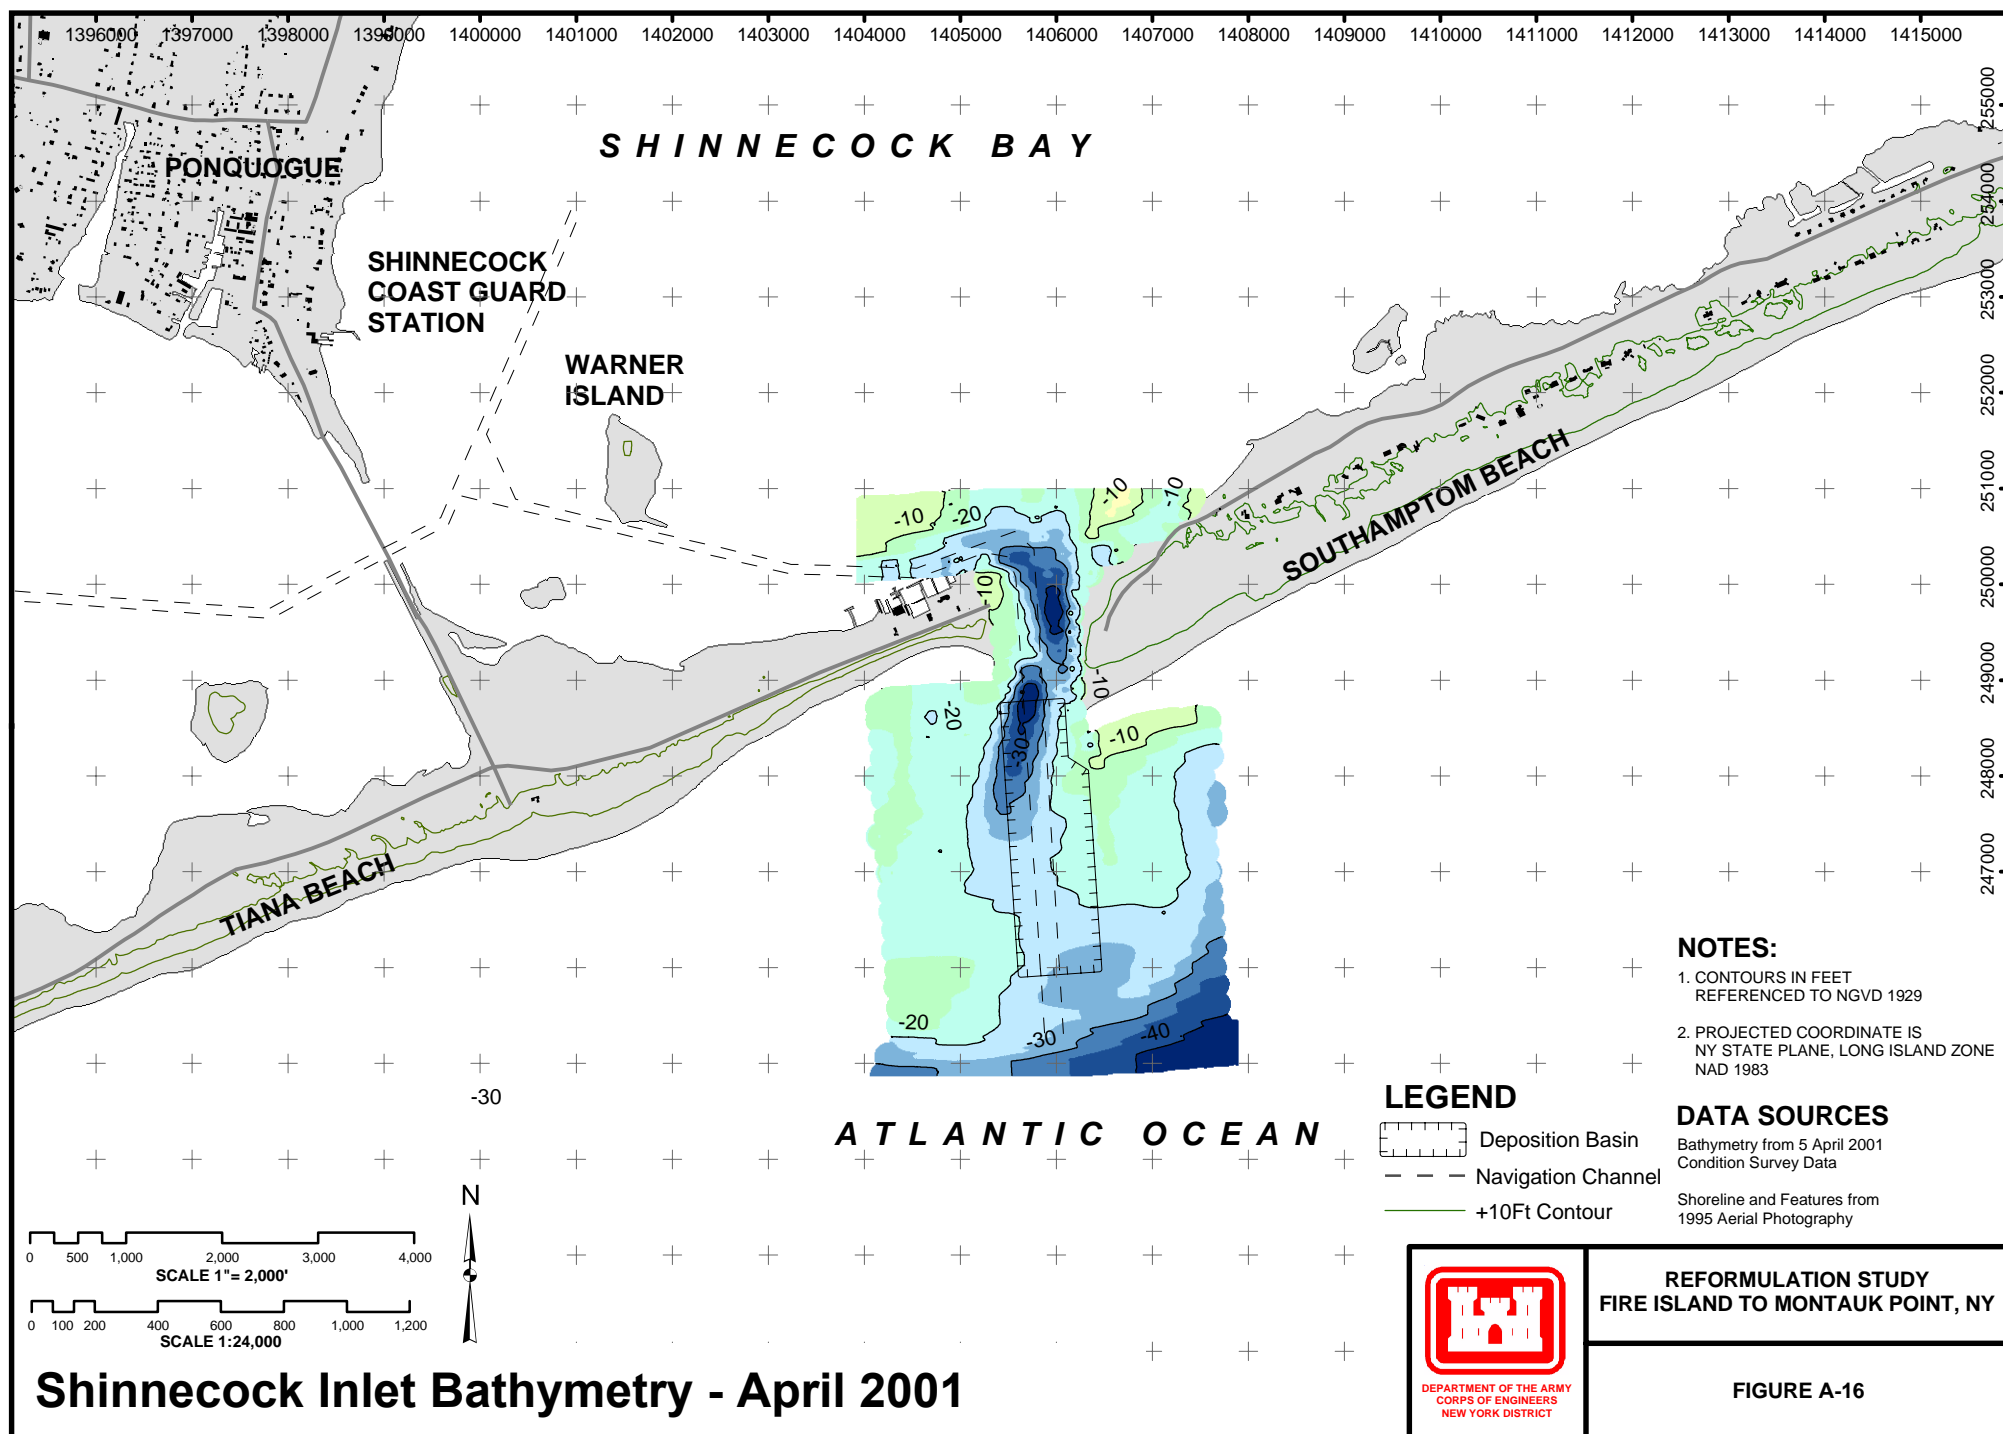 1396000 1397000 1398000 1399000 1400000 1401000 1402000 1403000 1404000 1405000 1406000 1407000 1408000 1409000 1410000 1411000 1412000 1413000 1414000 1415000
255000
254000
253000
252000
251000
250000
249000
248000
247000
SHINNECOCK BAY
PONQUOGUE
SHINNECOCK
COAST GUARD
STATION
WARNER
ISLAND
-10
-20
-10
-10
-10
-10
-20
-10
-30
-20
-30
-40
-30
SOUTHAMPTOM BEACH
TIANA BEACH
ATLANTIC OCEAN
NOTES:
1. CONTOURS IN FEET
REFERENCED TO NGVD 1929
2. PROJECTED COORDINATE IS
NY STATE PLANE, LONG ISLAND ZONE
NAD 1983
LEGEND
Deposition Basin
Navigation Channel
+10Ft Contour
DATA SOURCES
Bathymetry from 5 April 2001
Condition Survey Data
Shoreline and Features from
1995 Aerial Photography
N
0 500 1,000 2,000 3,000 4,000
SCALE 1"= 2,000'
0 100 200 400 600 800 1,000 1,200
SCALE 1:24,000
Shinnecock Inlet Bathymetry - April 2001
DEPARTMENT OF THE ARMY
CORPS OF ENGINEERS
NEW YORK DISTRICT
REFORMULATION STUDY
FIRE ISLAND TO MONTAUK POINT, NY
FIGURE A-16